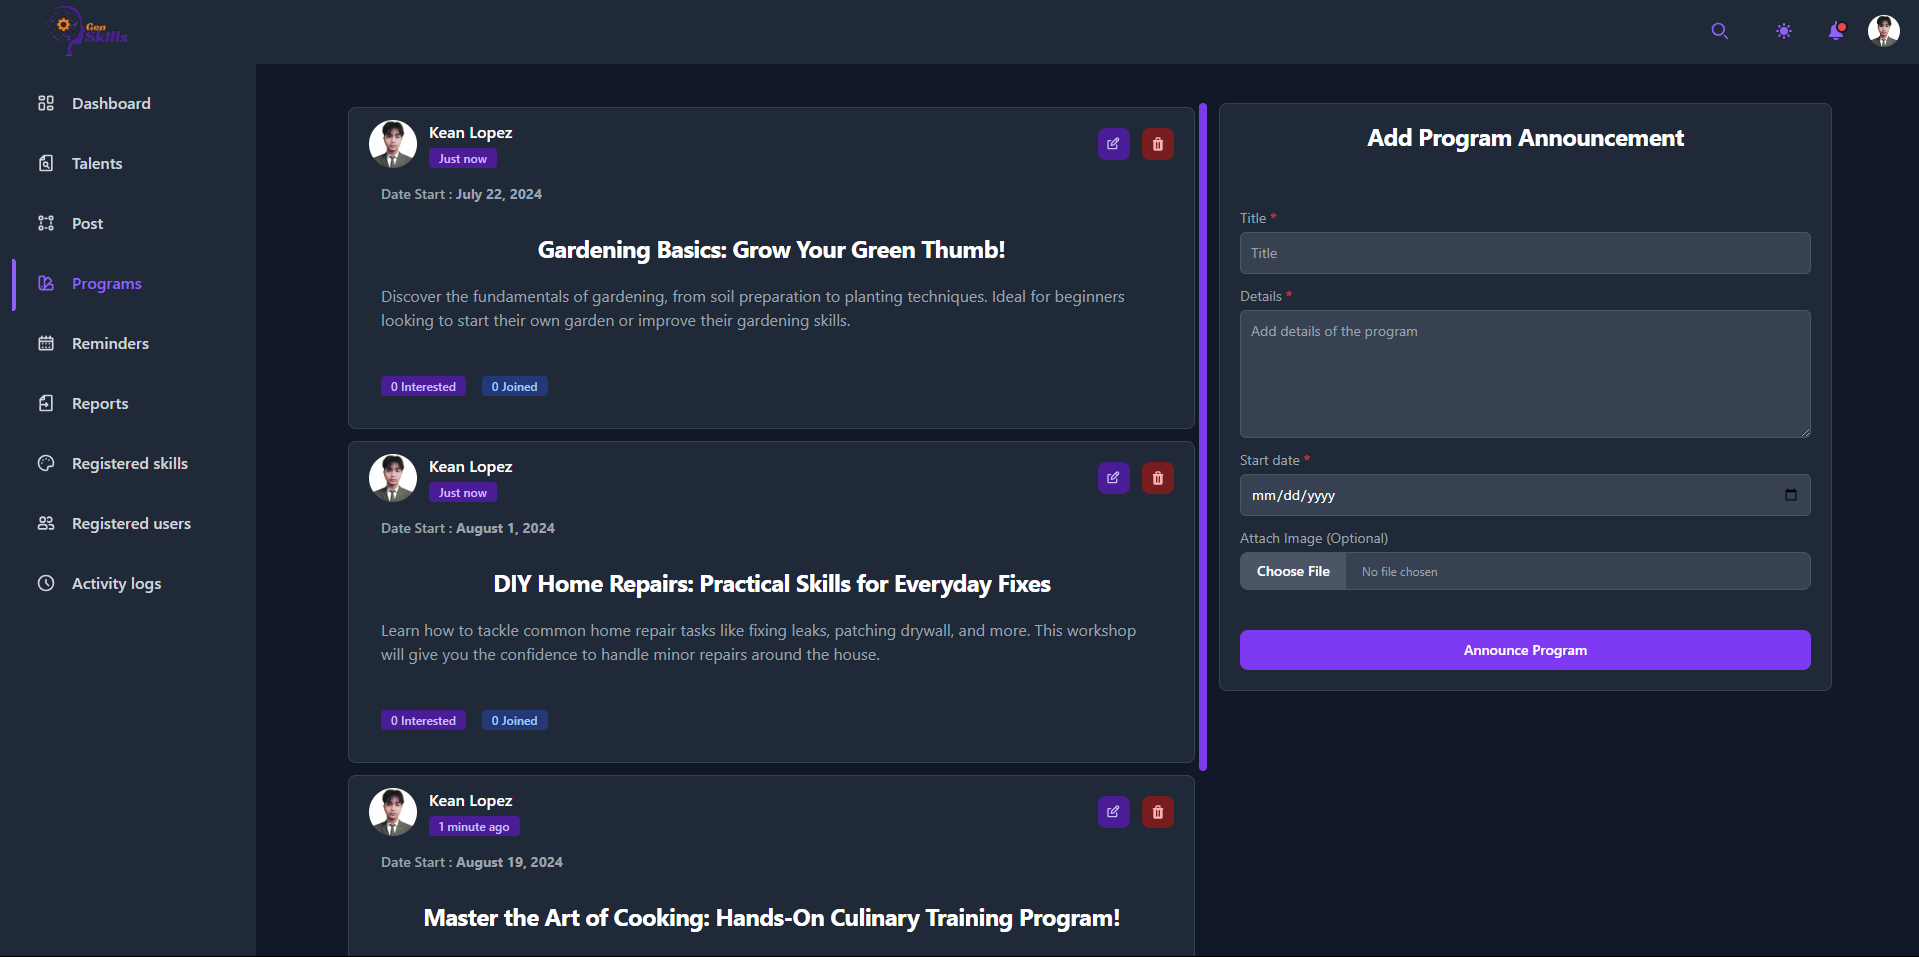 Gen
Skills
Dashboard
Talents
Post
Programs
Reminders
Reports
Registered skills
Registered users
Activity logs
Kean Lopez
Just now
Date Start : July 22, 2024
Gardening Basics: Grow Your Green Thumb!
Discover the fundamentals of gardening, from soil preparation to planting techniques. Ideal for beginners
looking to start their own garden or improve their gardening skills.
0 Interested 0 Joined
Kean Lopez
Just now
Date Start : August 1, 2024
DIY Home Repairs: Practical Skills for Everyday Fixes
Learn how to tackle common home repair tasks like fixing leaks, patching drywall, and more. This workshop
will give you the confidence to handle minor repairs around the house.
0 Interested 0 Joined
Kean Lopez
1 minute ago
Date Start : August 19, 2024
Master the Art of Cooking: Hands-On Culinary Training Program!
Add Program Announcement
Title *
Title
Details *
Add details of the program
Start date *
mm/dd/yyyy
Attach Image (Optional)
Choose File No file chosen
Announce Program